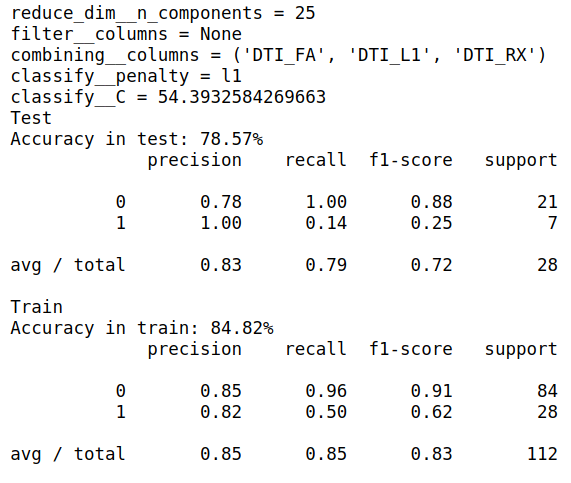 reduce_dim__n_components = 25
filter__columns = None
combining__columns = ('DTI_FA', 'DTI_L1', 'DTI_RX')
classify__penalty = l1
classify__C = 54.3932584269663
Test
Accuracy in test: 78.57%
precision recall f1-score support
0 0.78 1.00 0.88 21
1 1.00 0.14 0.25 7
avg / total 0.83 0.79 0.72 28
Train
Accuracy in train: 84.82%
precision recall f1-score support
0 0.85 0.96 0.91 84
1 0.82 0.50 0.62 28
avg / total 0.85 0.85 0.83 112